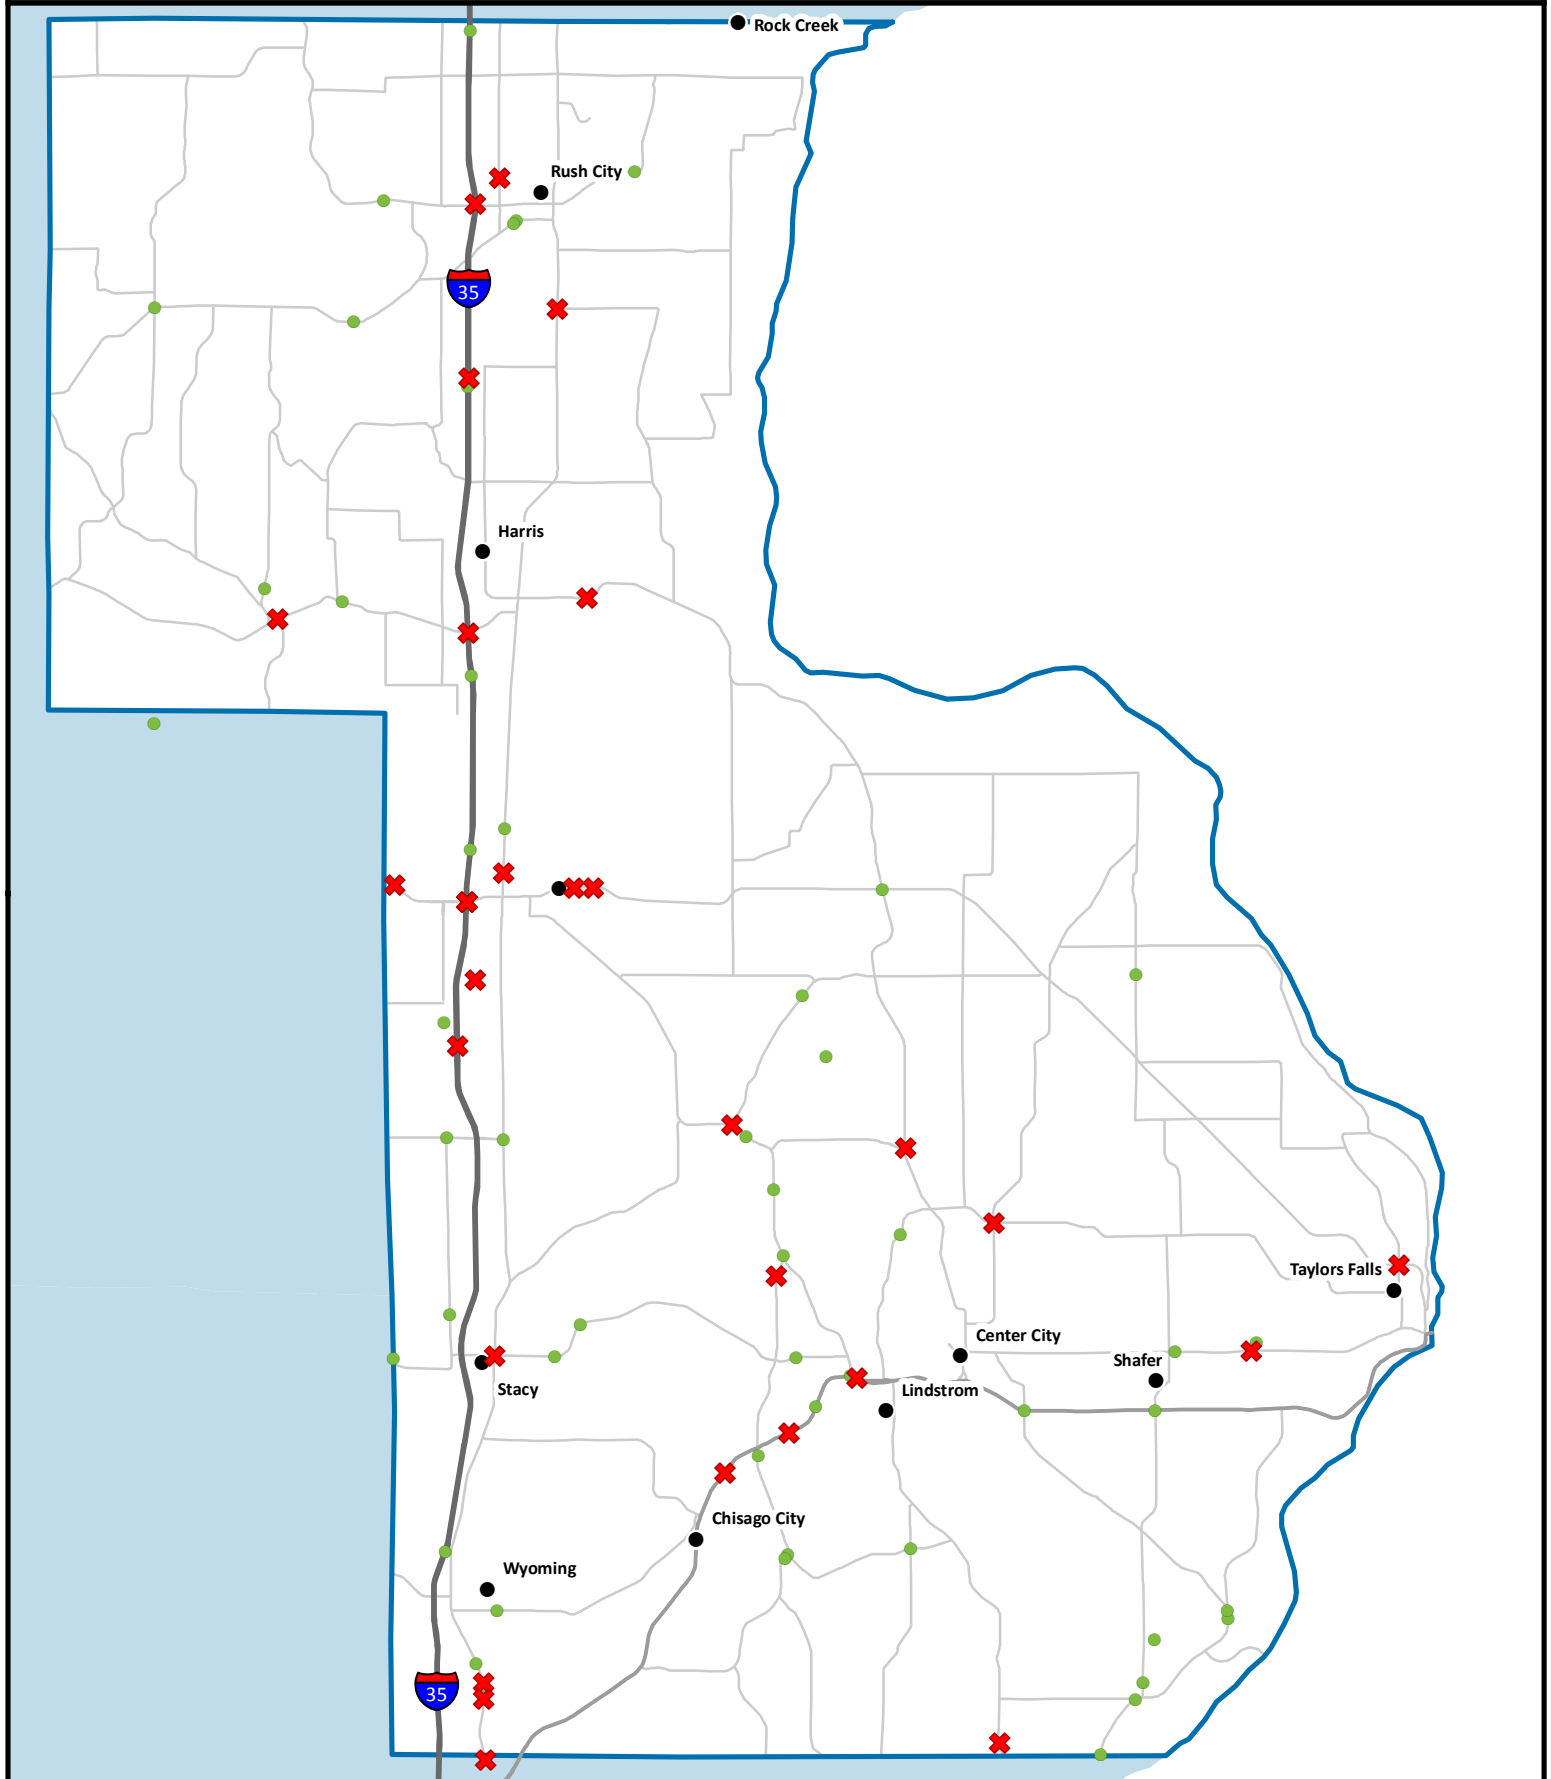 Rock Creek
Rush City
35
Harris
Taylors Falls
Center City
Shafer
Stacy
Lindstrom
Chisago City
Wyoming
35